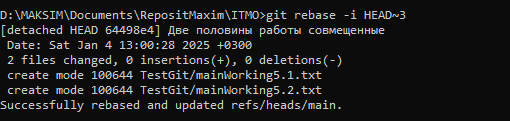 D:\MAKSIM\Documents\RepositMaxim\ITMO>git rebase -i HEAD~3
[detached HEAD 64498e4] Две половины работы совмещенные
 Date: Sat Jan 4 13:00:28 2025 +0300
 2 files changed, 0 insertions(+), 0 deletions(-)
 create mode 100644 TestGit/mainWorking5.1.txt
 create mode 100644 TestGit/mainWorking5.2.txt
Successfully rebased and updated refs/heads/main.